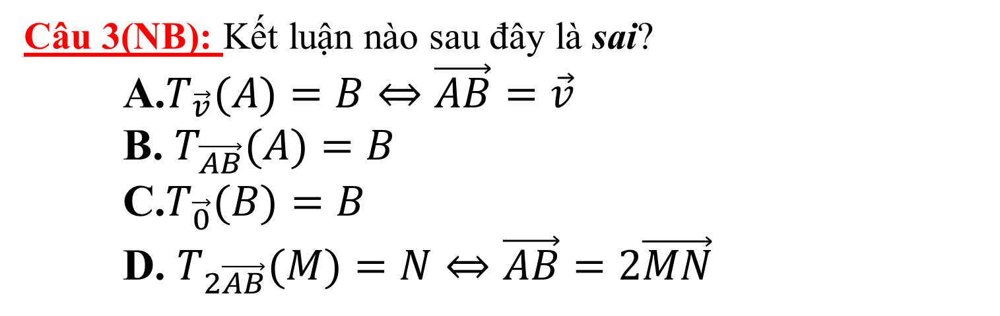 Câu 3(NB): Kết luận nào sau đây là sai?
A.$T_{\vec{v}}(A) = B \Leftrightarrow \overrightarrow{AB} = \vec{v}$
B. $T_{\overrightarrow{AB}}(A) = B$
C.$T_{\vec{0}}(B) = B$
D. $T_{2\overrightarrow{AB}}(M) = N \Leftrightarrow \overrightarrow{AB} = 2\overrightarrow{MN}$